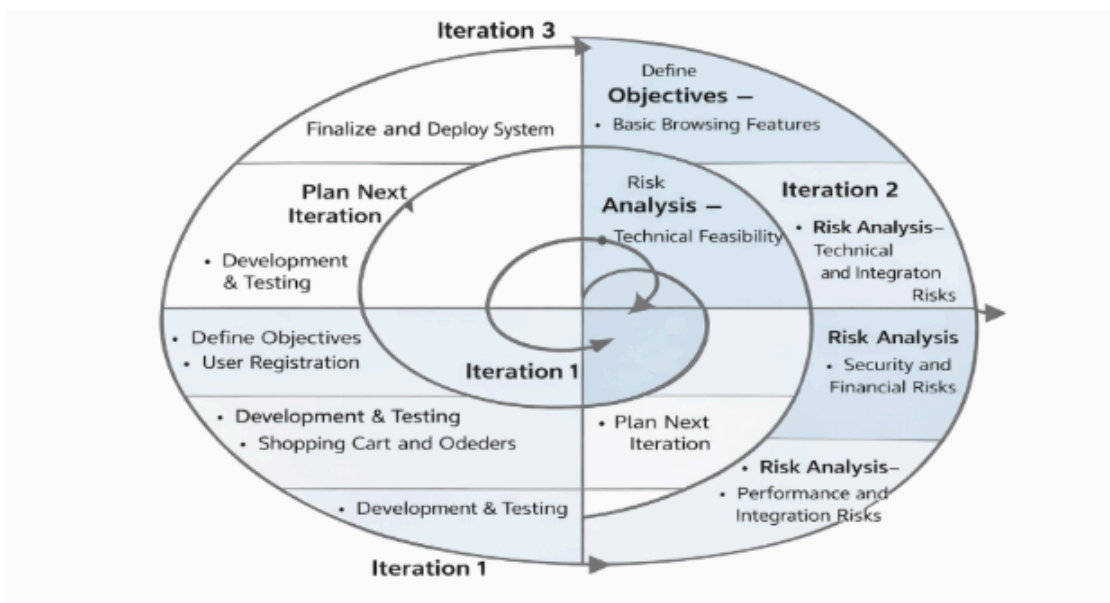 Iteration 3
Define
Objectives —
• Basic Browsing Features
Finalize and Deploy System
Plan Next
Iteration
• Development
& Testing
Risk
Analysis —
• Technical Feasibility
Iteration 2
• Risk Analysis–
Technical
and Integraton
Risks
• Define Objectives
• User Registration
Iteration 1
Risk Analysis
• Security and
Financial Risks
• Development & Testing
• Shopping Cart and Odeders
• Plan Next
Iteration
• Risk Analysis–
• Performance and
Integration Risks
• Development & Testing
Iteration 1